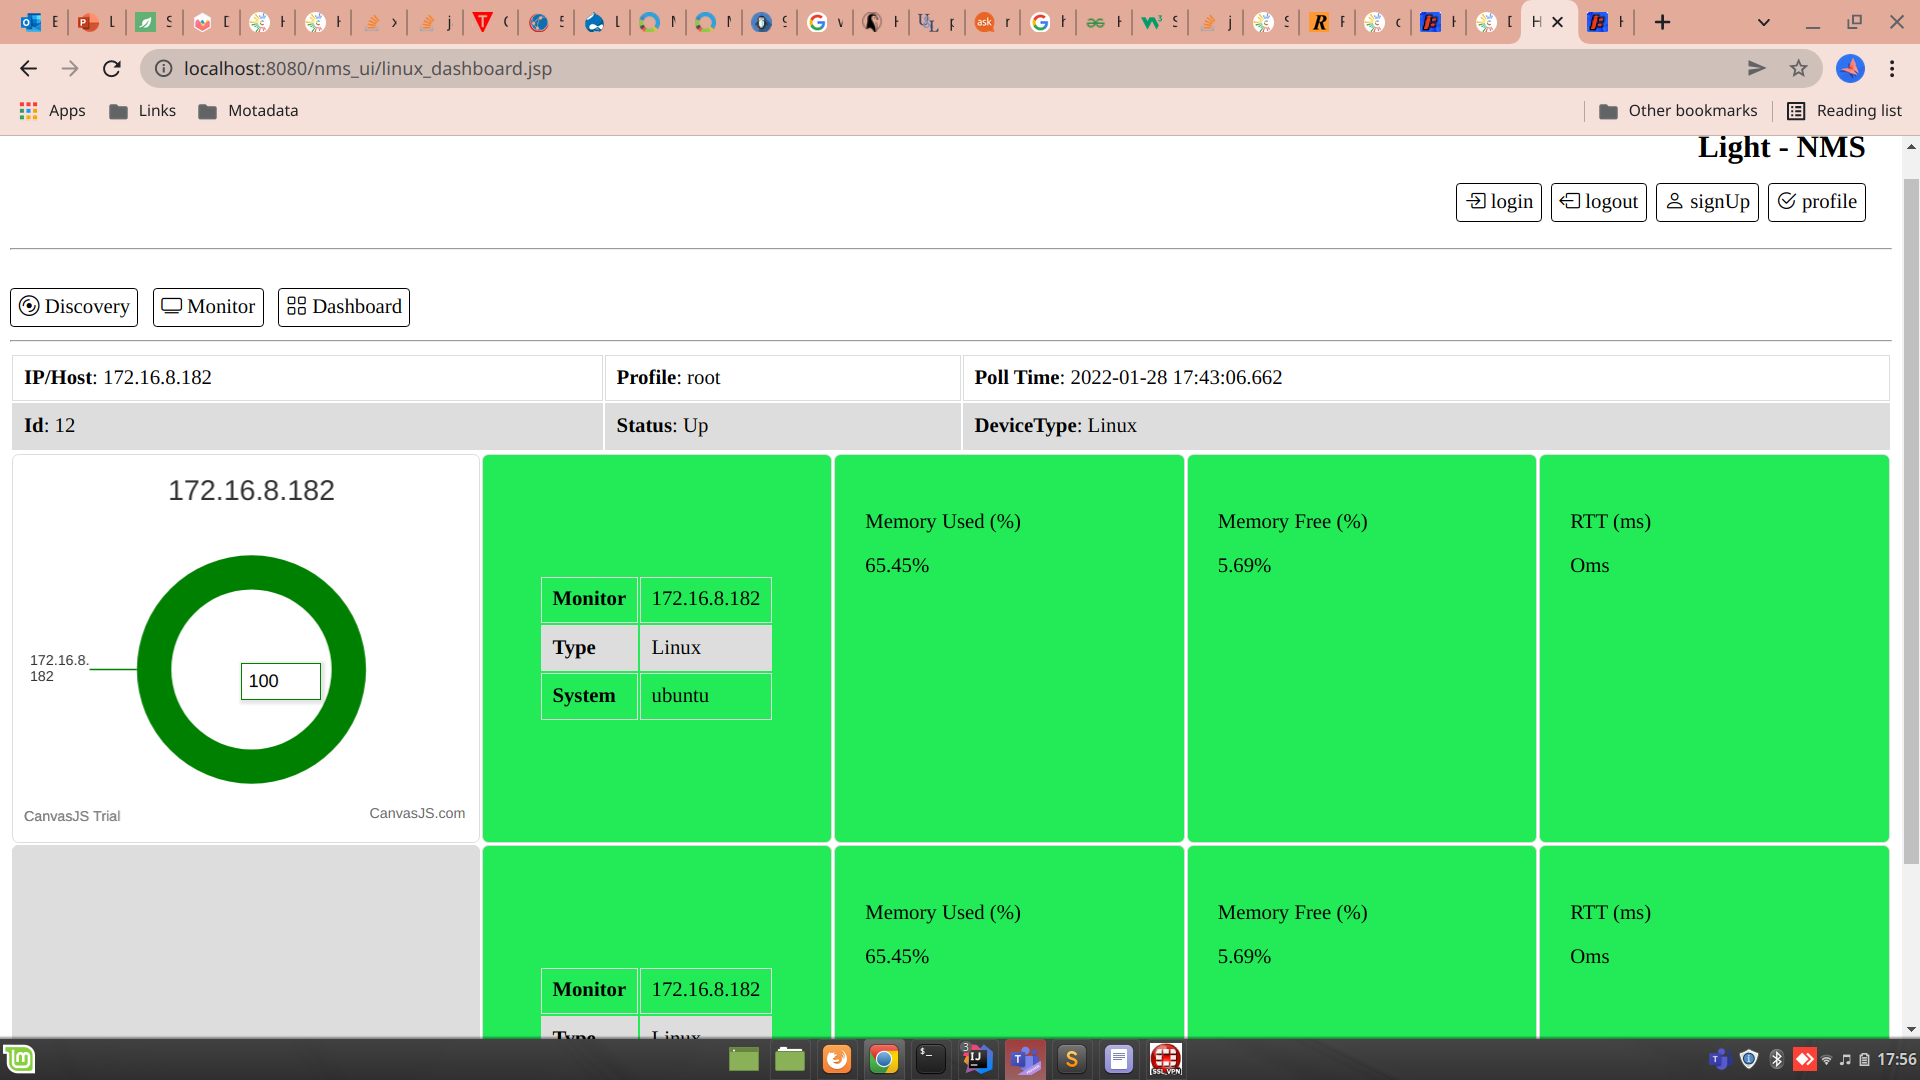 localhost:8080/nms_ui/linux_dashboard.jsp
Apps Links Motadata Other bookmarks Reading list
Light - NMS
login logout signUp profile
Discovery Monitor Dashboard
IP/Host: 172.16.8.182 Profile: root Poll Time: 2022-01-28 17:43:06.662
Id: 12 Status: Up DeviceType: Linux
172.16.8.182
172.16.8.
182
100
CanvasJS Trial
CanvasJS.com
Monitor 172.16.8.182
Type Linux
System ubuntu
Memory Used (%)
65.45%
Memory Free (%)
5.69%
RTT (ms)
0ms
Memory Used (%)
65.45%
Memory Free (%)
5.69%
RTT (ms)
0ms
Monitor 172.16.8.182
Type Linux
17:56